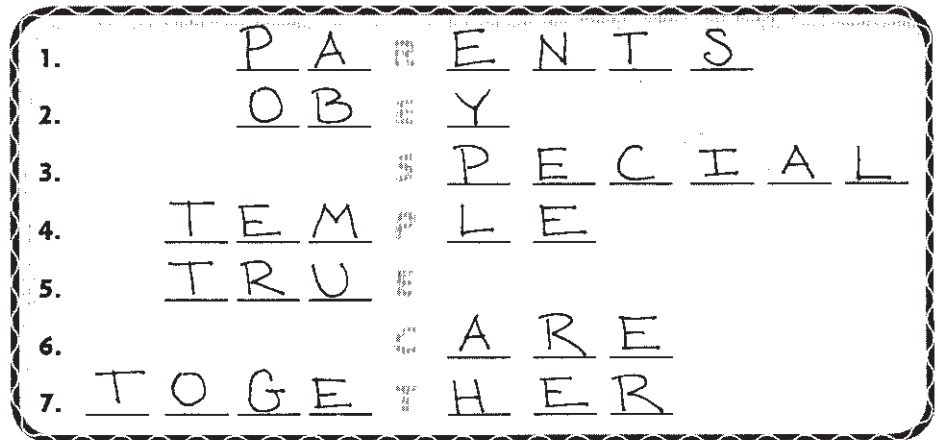 1. PARENTS
2. OBEY
3. SPECIAL
4. TEMPLE
5. TRUE
6. CARE
7. TOGETHER